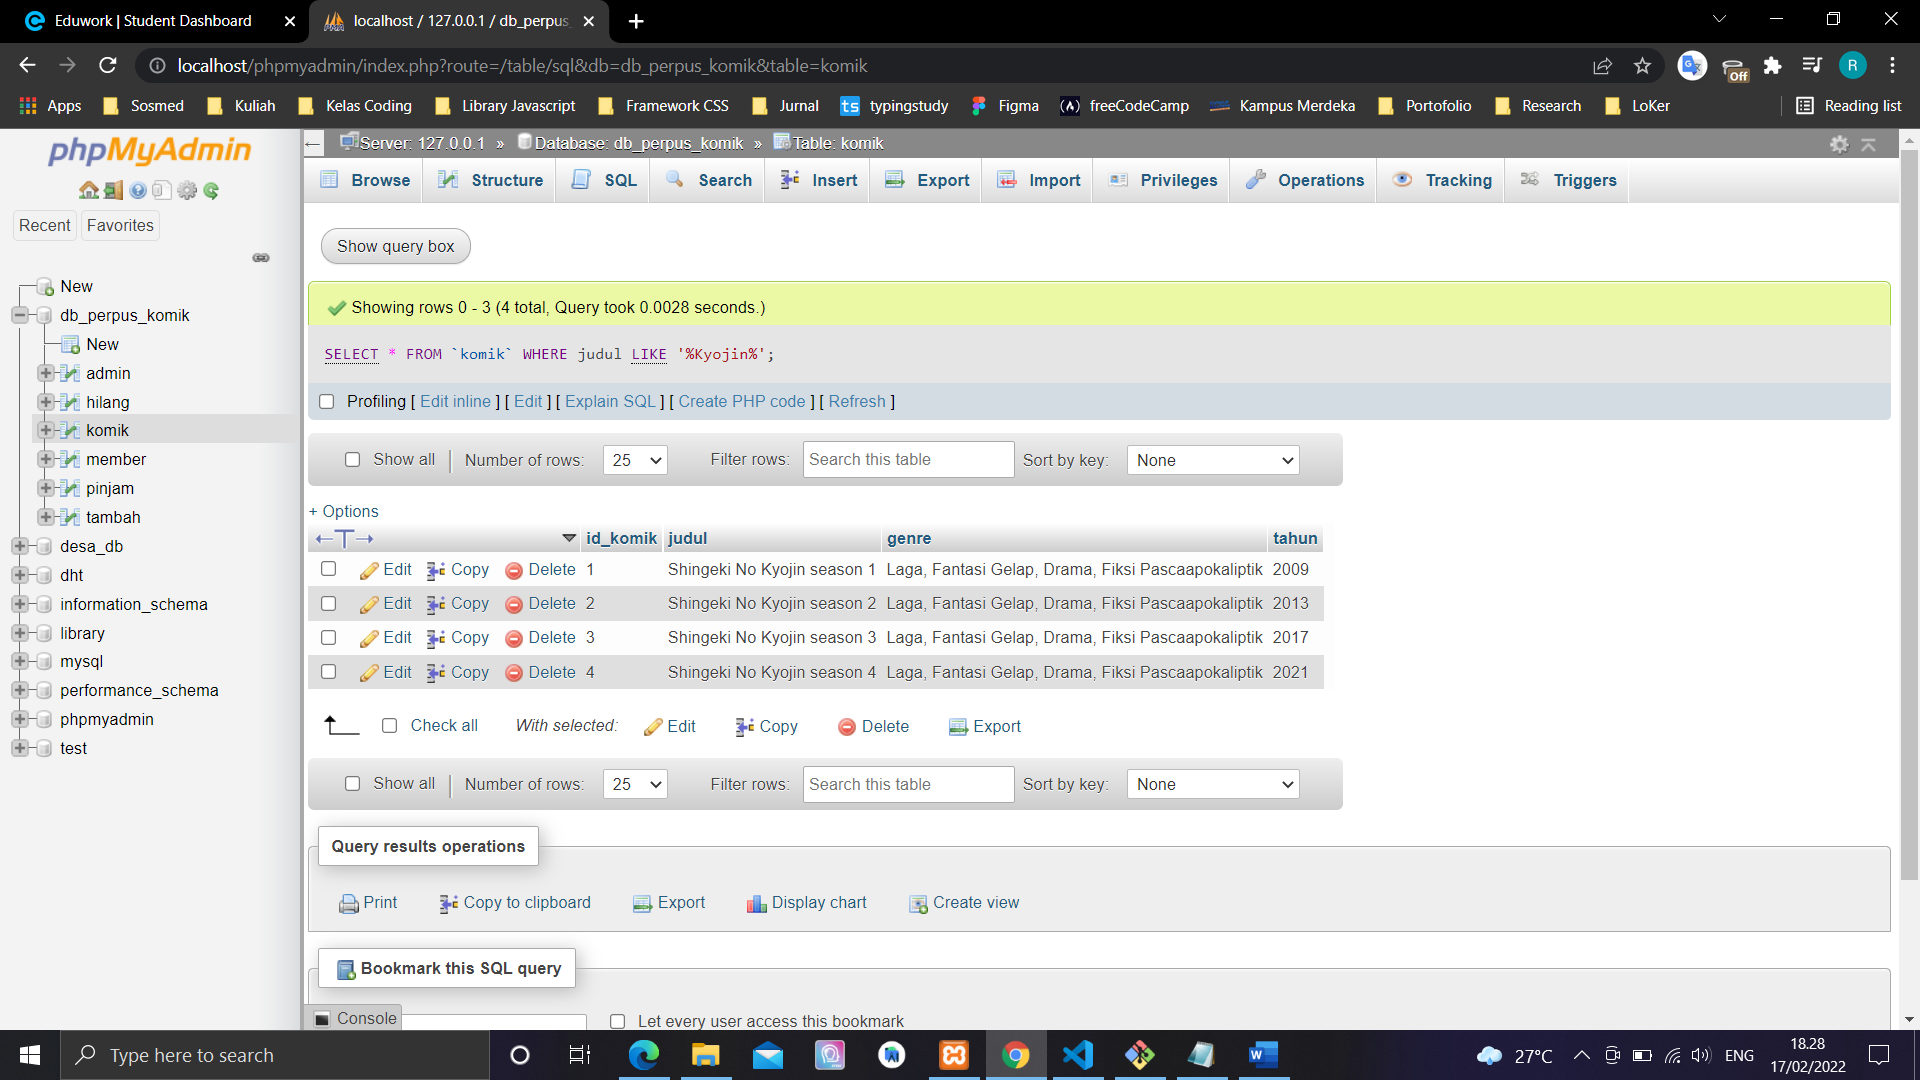 Eduwork | Student Dashboard
localhost / 127.0.0.1 / db_perpus_
localhost/phpmyadmin/index.php?route=/table/sql&db=db_perpus_komik&table=komik
Off
R
Apps
Sosmed
Kuliah
Kelas Coding
Library Javascript
Framework CSS
Jurnal
ts typingstudy
Figma
freeCodeCamp
Kampus Merdeka
Portofolio
Research
LoKer
Reading list
phpMyAdmin
Recent
Favorites
New
db_perpus_komik
New
admin
hilang
komik
member
pinjam
tambah
desa_db
dht
information_schema
library
mysql
performance_schema
phpmyadmin
test
Server: 127.0.0.1 » Database: db_perpus_komik » Table: komik
Browse
Structure
SQL
Search
Insert
Export
Import
Privileges
Operations
Tracking
Triggers
Show query box
Showing rows 0 - 3 (4 total, Query took 0.0028 seconds.)
SELECT * FROM `komik` WHERE judul LIKE '%Kyojin%';
Profiling [ Edit inline ] [ Edit ] [ Explain SQL ] [ Create PHP code ] [ Refresh ]
Show all | Number of rows: 25 Filter rows: Search this table Sort by key: None
+ Options
←T→ id_komik judul genre tahun
Edit Copy Delete 1 Shingeki No Kyojin season 1 Laga, Fantasi Gelap, Drama, Fiksi Pascaapokaliptik 2009
Edit Copy Delete 2 Shingeki No Kyojin season 2 Laga, Fantasi Gelap, Drama, Fiksi Pascaapokaliptik 2013
Edit Copy Delete 3 Shingeki No Kyojin season 3 Laga, Fantasi Gelap, Drama, Fiksi Pascaapokaliptik 2017
Edit Copy Delete 4 Shingeki No Kyojin season 4 Laga, Fantasi Gelap, Drama, Fiksi Pascaapokaliptik 2021
Check all With selected: Edit Copy Delete Export
Show all | Number of rows: 25 Filter rows: Search this table Sort by key: None
Query results operations
Print Copy to clipboard Export Display chart Create view
Bookmark this SQL query
Console
Let every user access this bookmark
Type here to search
27°C
ENG
18.28
17/02/2022